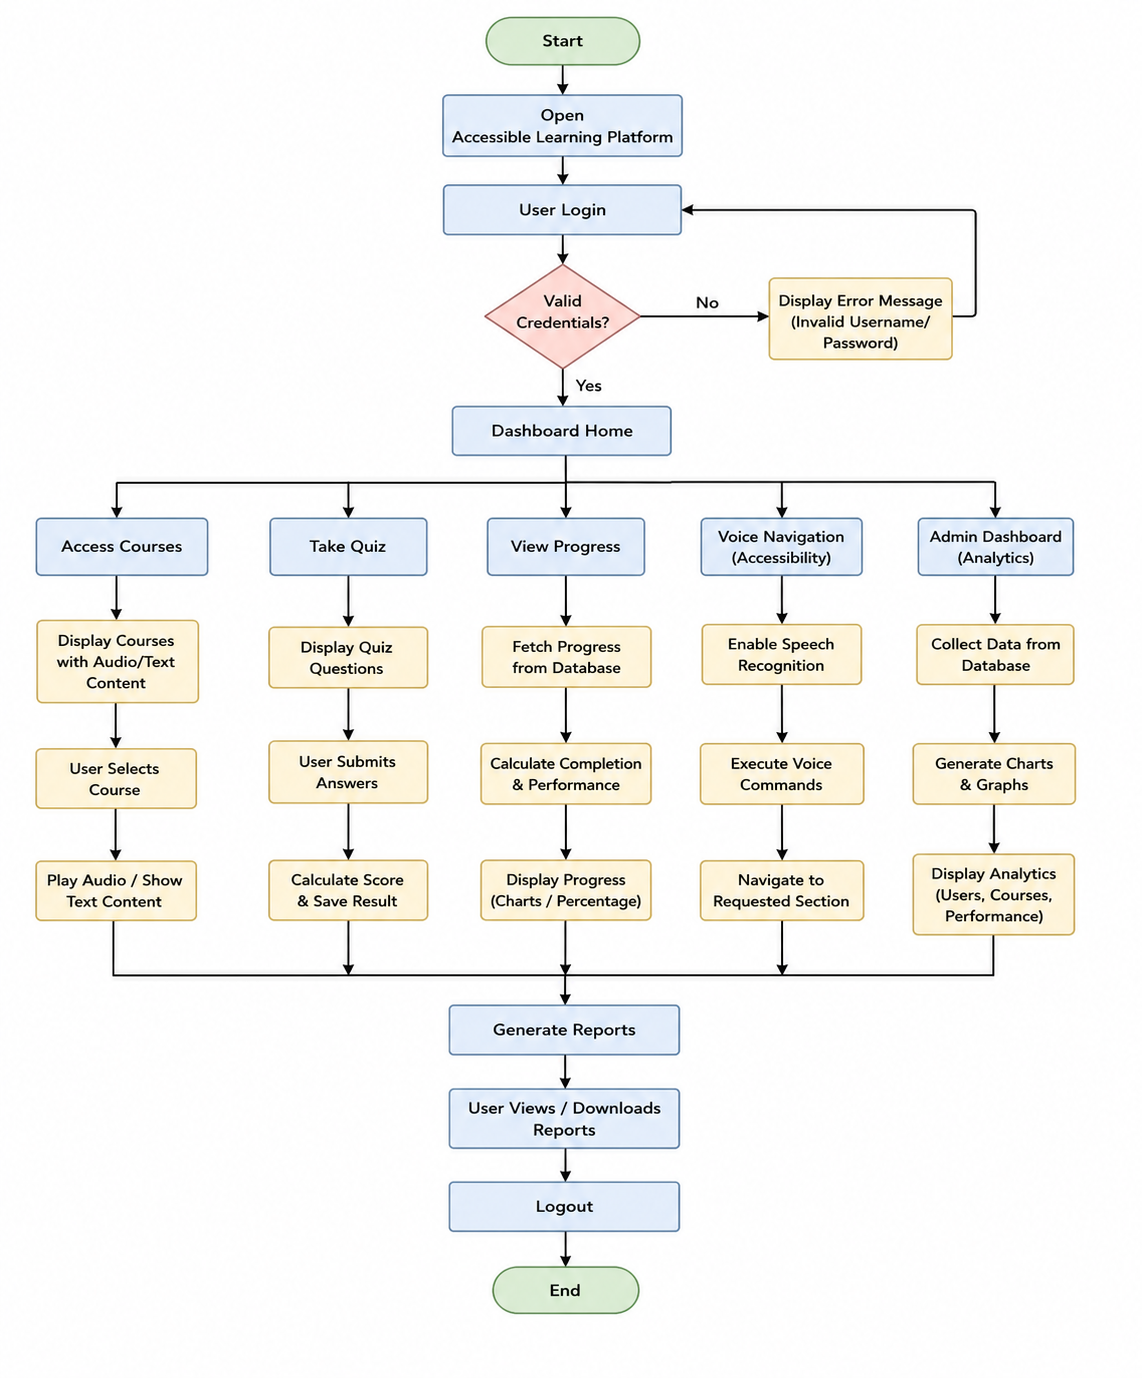 Start
Open
Accessible Learning Platform
User Login
Valid
Credentials?
No
Display Error Message
(Invalid Username/
Password)
Yes
Dashboard Home
Access Courses
Take Quiz
View Progress
Voice Navigation
(Accessibility)
Admin Dashboard
(Analytics)
Display Courses
with Audio/Text
Content
Display Quiz
Questions
Fetch Progress
from Database
Enable Speech
Recognition
Collect Data from
Database
User Selects
Course
User Submits
Answers
Calculate Completion
& Performance
Execute Voice
Commands
Generate Charts
& Graphs
Play Audio / Show
Text Content
Calculate Score
& Save Result
Display Progress
(Charts / Percentage)
Navigate to
Requested Section
Display Analytics
(Users, Courses,
Performance)
Generate Reports
User Views / Downloads
Reports
Logout
End